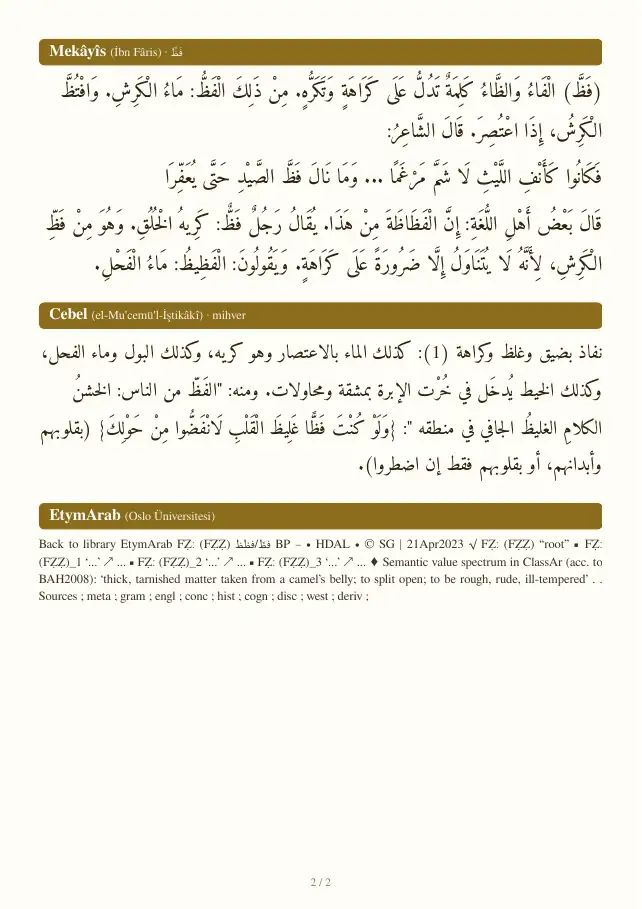 Mekâyîs (İbn Fâris) · فَظَّ
(فَظَّ) الْفَاءُ وَالظَّاءُ كَلِمَةٌ تَدُلُّ عَلَى كَرَاهَةٍ وَتَكَرُّهٍ. مِنْ ذَلِكَ الْفَظُّ: مَاءُ الْكَرِشِ. وَافْتُظَّ
الْكَرِشُ، إِذَا اعْتُصِرَ. قَالَ الشَّاعِرُ:
فَكَانُوا كَأَنْفِ اللَّيْثِ لَا شَمَّ مَرْغَمًا ... وَمَا نَالَ فَظَّ الصَّيْدِ حَتَّى يُعَفِّرَا
قَالَ بَعْضُ أَهْلِ اللُّغَةِ: إِنَّ الْفَظَاظَةَ مِنْ هَذَا. يُقَالُ رَجُلٌ فَظٌّ: كَرِيهُ الْخُلُقِ. وَهُوَ مِنْ فَظِّ
الْكَرِشِ، لِأَنَّهُ لَا يُتَنَاوَلُ إِلَّا ضَرُورَةً عَلَى كَرَاهَةٍ. وَيَقُولُونَ: الْفَظِيظُ: مَاءُ الْفَحْلِ.
Cebel (el-Mu'cemü'l-İştikâkî) · mihver
نفاذ بضيق وغلظ وكراهة (1): كذلك الماء بالاعتصار وهو كريه، وكذلك البول وماء الفحل،
وكذلك الخيط يُدخَل في خُرْت الإبرة بمشقة ومحاولات. ومنه: "الفَظّ من الناس: الخشنُ
الكلامِ الغليظُ الجافي في منطقه ": {وَلَوْ كُنْتَ فَظًّا غَلِيظَ الْقَلْبِ لَانْفَضُّوا مِنْ حَوْلِكَ} (بقلوبهم
وأبدانهم، أو بقلوبهم فقط إن اضطروا).
EtymArab (Oslo Üniversitesi)
Back to library EtymArab FẒː (FẒẒ) فظّ/فظظ BP – • HDAL • © SG | 21Apr2023 √ FẒː (FẒẒ) “root” ▪ FẒː
(FẒẒ)_1 ‘...’ ↗ ... ▪ FẒː (FẒẒ)_2 ‘...’ ↗ ... ▪ FẒː (FẒẒ)_3 ‘...’ ↗ ... ♦ Semantic value spectrum in ClassAr (acc. to
BAH2008): ‘thick, tarnished matter taken from a camel’s belly; to split open; to be rough, rude, ill-tempered’ . .
Sources ; meta ; gram ; engl ; conc ; hist ; cogn ; disc ; west ; deriv ;
2 / 2